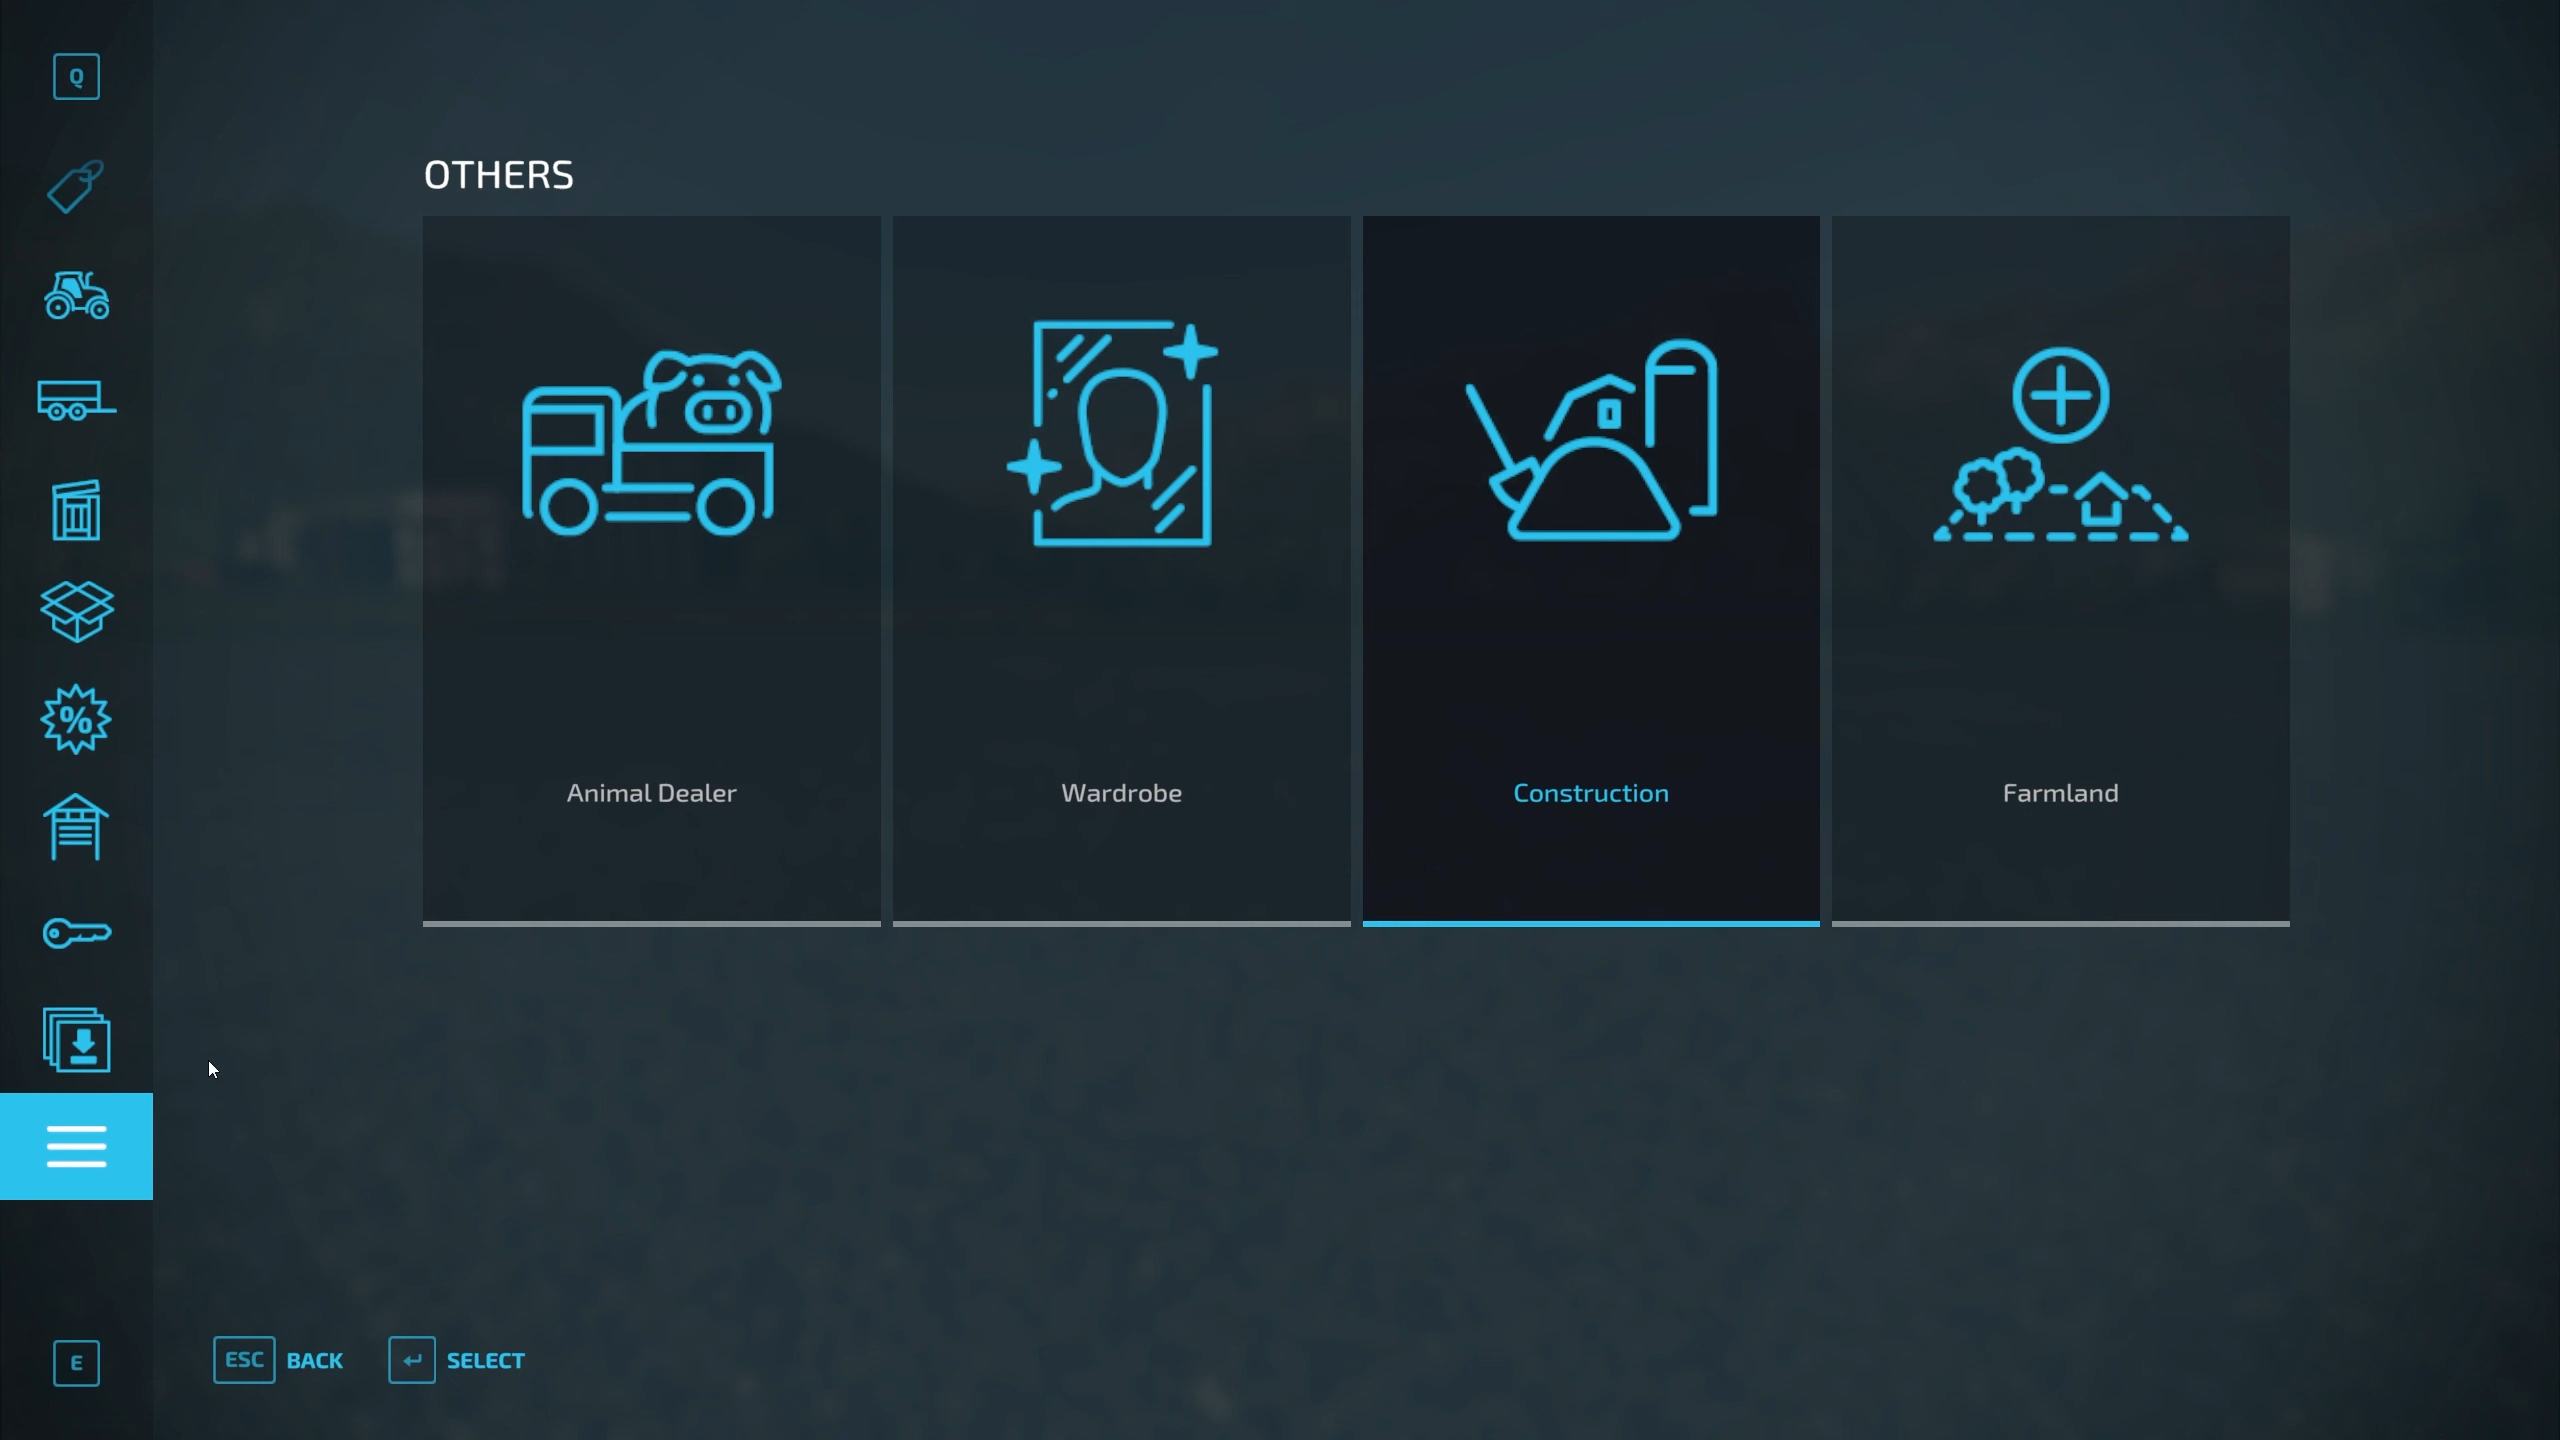 Q
OTHERS
%
Animal Dealer
Wardrobe
Construction
Farmland
E
ESC BACK
SELECT